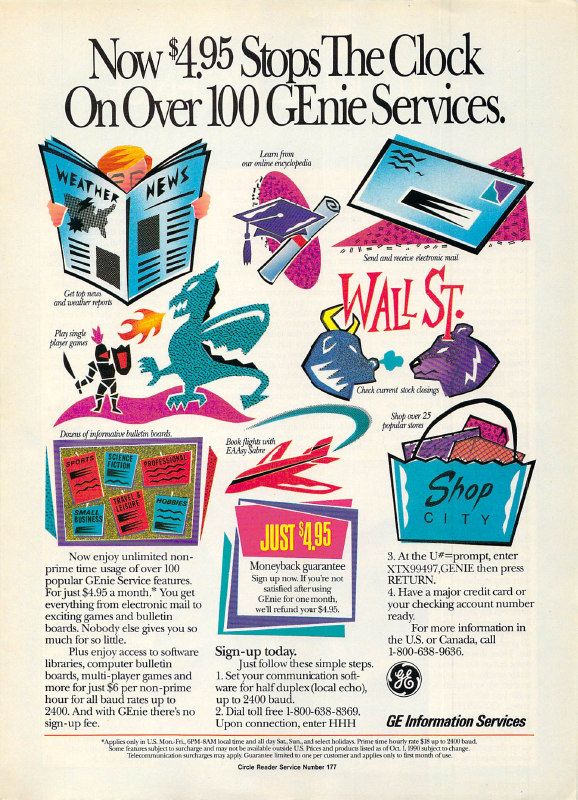 Now $4.95 Stops The Clock
On Over 100 GEnie Services.
WEATHER
NEWS
Learn from
our online encyclopedia
Send and receive electronic mail
Get top news
and weather reports
WALL ST.
Play single
player games
Check current stock closings
Shop over 25
popular stores
Dozens of informative bulletin boards.
Book flights with
EAAsy Sabre
SPORTS
SCIENCE
FICTION
PROFESSIONAL
SMALL
BUSINESS
TRAVEL &
LEISURE
HOBBIES
Shop
CITY
JUST $4.95
Moneyback guarantee
Sign up now. If you're not
satisfied after using
GEnie for one month,
we'll refund your $4.95.
Now enjoy unlimited non-
prime time usage of over 100
popular GEnie Service features.
For just $4.95 a month.* You get
everything from electronic mail to
exciting games and bulletin
boards. Nobody else gives you so
much for so little.
Plus enjoy access to software
libraries, computer bulletin
boards, multi-player games and
more for just $6 per non-prime
hour for all baud rates up to
2400. And with GEnie there's no
sign-up fee.
Sign-up today.
Just follow these simple steps.
1. Set your communication soft-
ware for half duplex (local echo),
up to 2400 baud.
2. Dial toll free 1-800-638-8369.
Upon connection, enter HHH
3. At the U#=prompt, enter
XTX99497,GENIE then press
RETURN.
4. Have a major credit card or
your checking account number
ready.
For more information in
the U.S. or Canada, call
1-800-638-9636.
GE
GE Information Services
*Applies only in U.S. Mon.-Fri., 6PM-8AM local time and all day Sat., Sun., and select holidays. Prime time hourly rate $18 up to 2400 baud.
Some features subject to surcharge and may not be available outside U.S. Prices and products listed as of Oct. 1, 1990 subject to change.
Telecommunication surcharges may apply. Guarantee limited to one per customer and applies only to first month of use.
Circle Reader Service Number 177